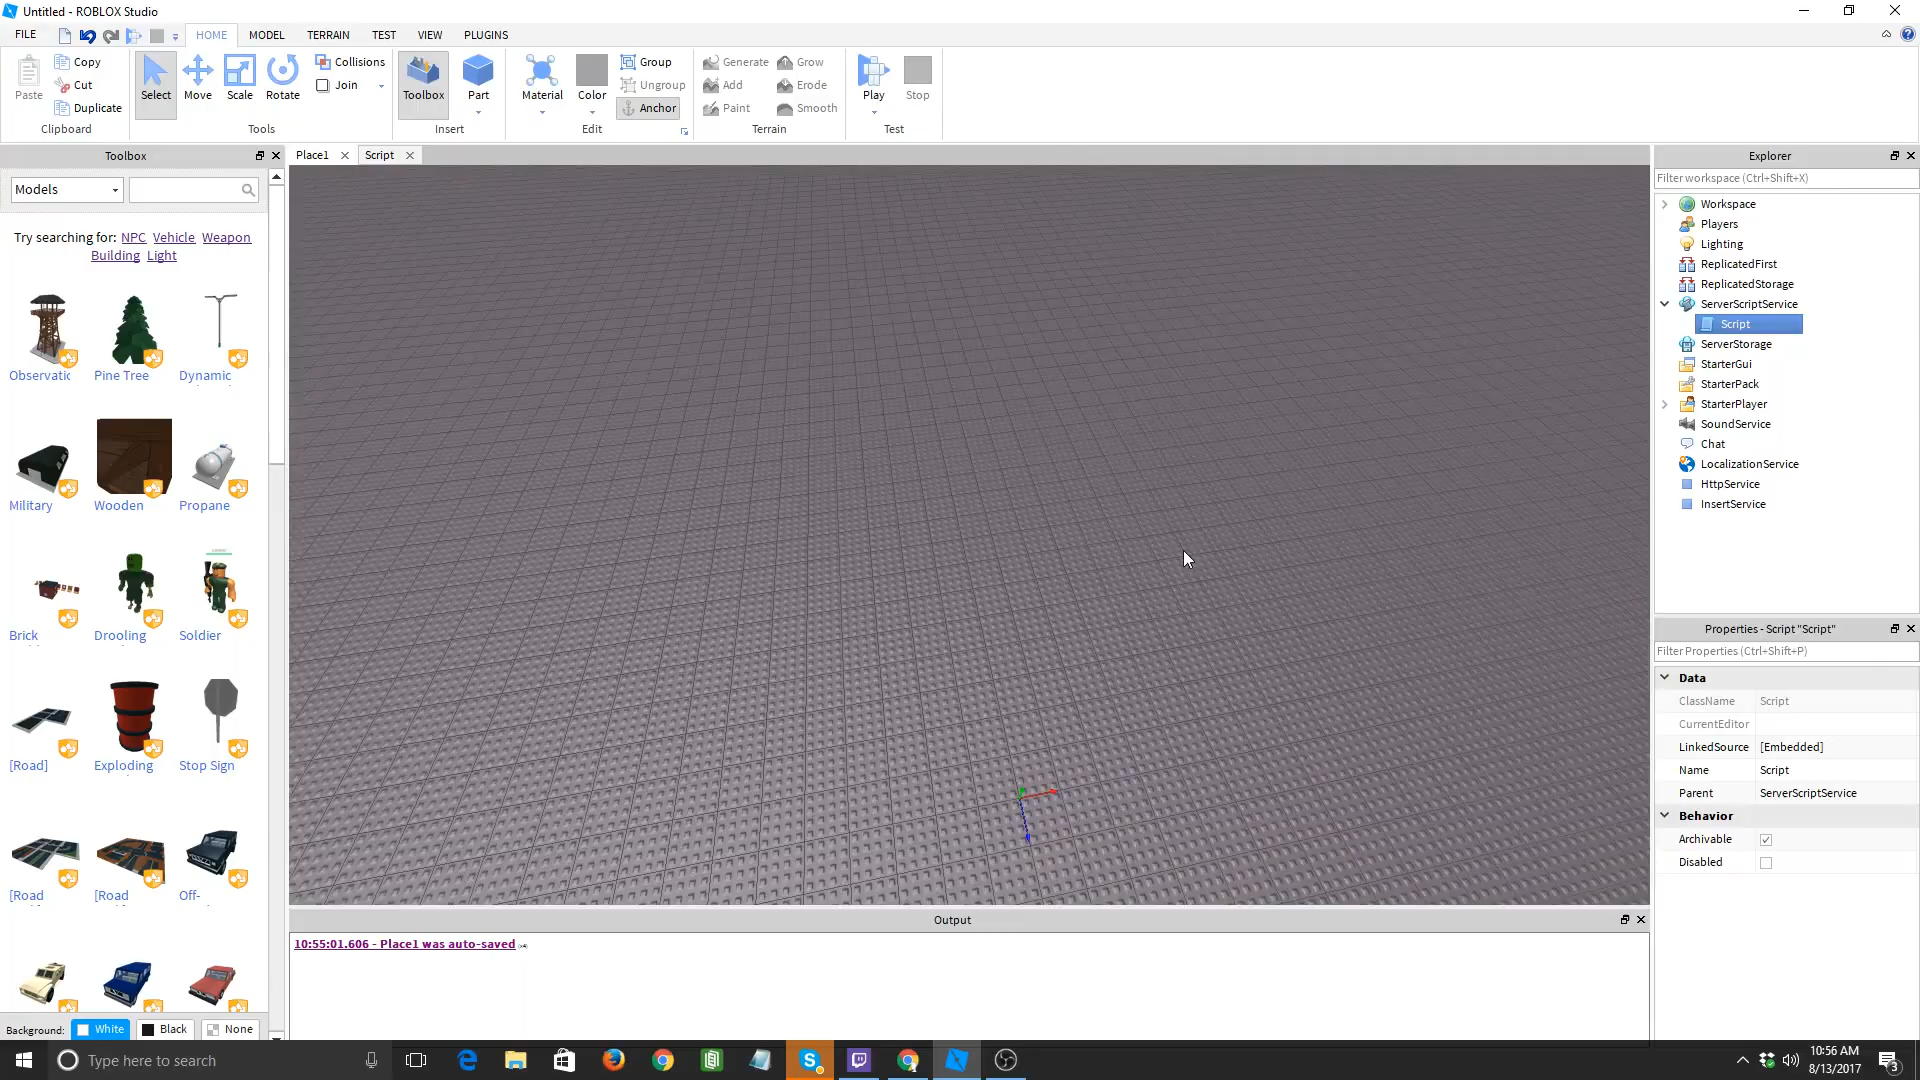 Untitled - ROBLOX Studio
FILE
HOME
MODEL
TERRAIN
TEST
VIEW
PLUGINS
Paste
Copy
Cut
Duplicate
Clipboard
Select
Move
Scale
Rotate
Collisions
Join
Tools
Toolbox
Part
Insert
Material
Color
Group
Ungroup
Anchor
Edit
Generate
Add
Paint
Grow
Erode
Smooth
Terrain
Play
Stop
Test
Toolbox
Models
Try searching for: NPC Vehicle Weapon
Building Light
Observatic
Pine Tree
Dynamic
Military
Wooden
Propane
Brick
Drooling
Soldier
[Road]
Exploding
Stop Sign
[Road
[Road
Off-
Background:
White
Black
None
Place1
Script
Output
10:55:01.606 - Place1 was auto-saved
Explorer
Filter workspace (Ctrl+Shift+X)
Workspace
Players
Lighting
ReplicatedFirst
ReplicatedStorage
ServerScriptService
Script
ServerStorage
StarterGui
StarterPack
StarterPlayer
SoundService
Chat
LocalizationService
HttpService
InsertService
Properties - Script "Script"
Filter Properties (Ctrl+Shift+P)
Data
ClassName Script
CurrentEditor
LinkedSource [Embedded]
Name Script
Parent ServerScriptService
Behavior
Archivable
Disabled
Type here to search
10:56 AM
8/13/2017
3